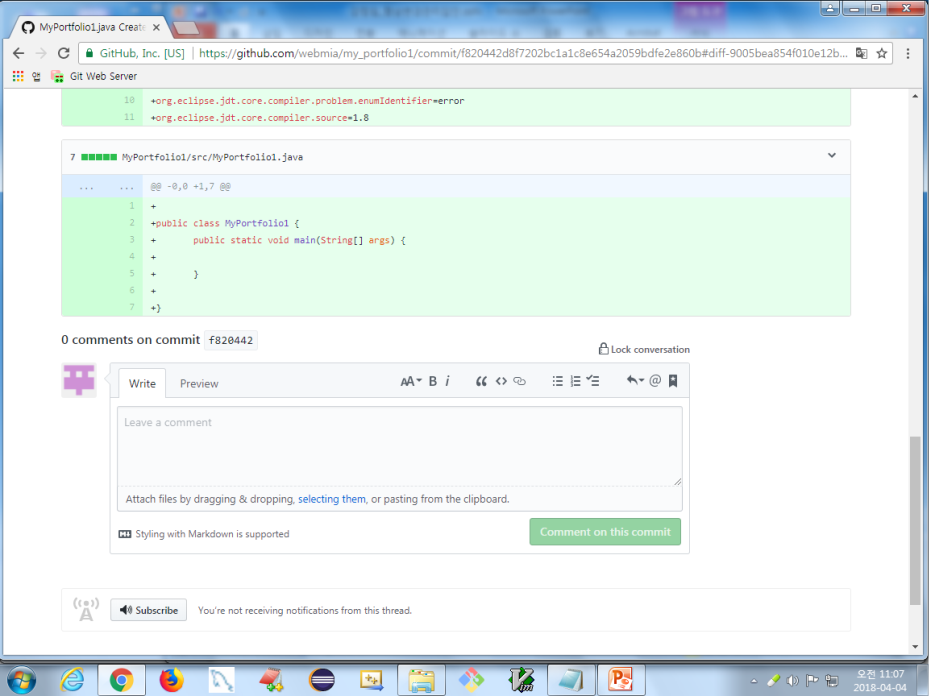 MyPortfolio1.java Create
GitHub, Inc. [US] | https://github.com/webmia/my_portfolio1/commit/f820442d8f7202bc1a1c8e654a2059bdfe2e860b#diff-9005bea854f010e12b...
앱 Git Web Server
10 +org.eclipse.jdt.core.compiler.problem.enumIdentifier=error
11 +org.eclipse.jdt.core.compiler.source=1.8
7 MyPortfolio1/src/MyPortfolio1.java
... ... @@ -0,0 +1,7 @@
1 +
2 +public class MyPortfolio1 {
3 + public static void main(String[] args) {
4 +
5 + }
6 +
7 +}
0 comments on commit f820442
Lock conversation
Write Preview
AA B i “ <> @
Leave a comment
Attach files by dragging & dropping, selecting them, or pasting from the clipboard.
Styling with Markdown is supported
Comment on this commit
Subscribe You're not receiving notifications from this thread.
오전 11:07
2018-04-04